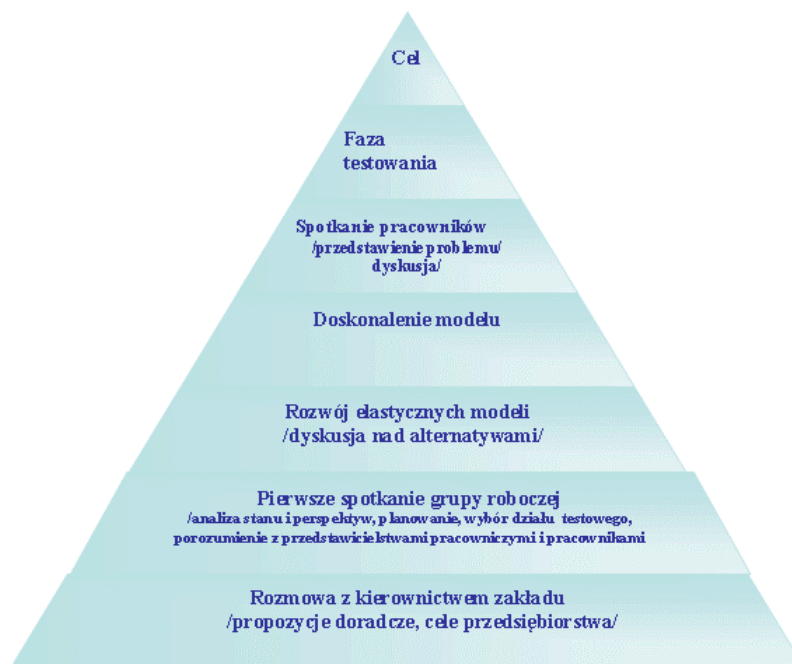 Cel
Faza
testowania
Spotkanie pracowników
/przedstawienie problemu/
dyskusja/
Doskonalenie modelu
Rozwój elastycznych modeli
/dyskusja nad alternatywami/
Pierwsze spotkanie grupy roboczej
/analiza stanu i perspektyw, planowanie, wybór działu testowego,
porozumienie z przedstawicielstwami pracowniczymi i pracownikami
Rozmowa z kierownictwem zakładu
/propozycje doradcze, cele przedsiębiorstwa/